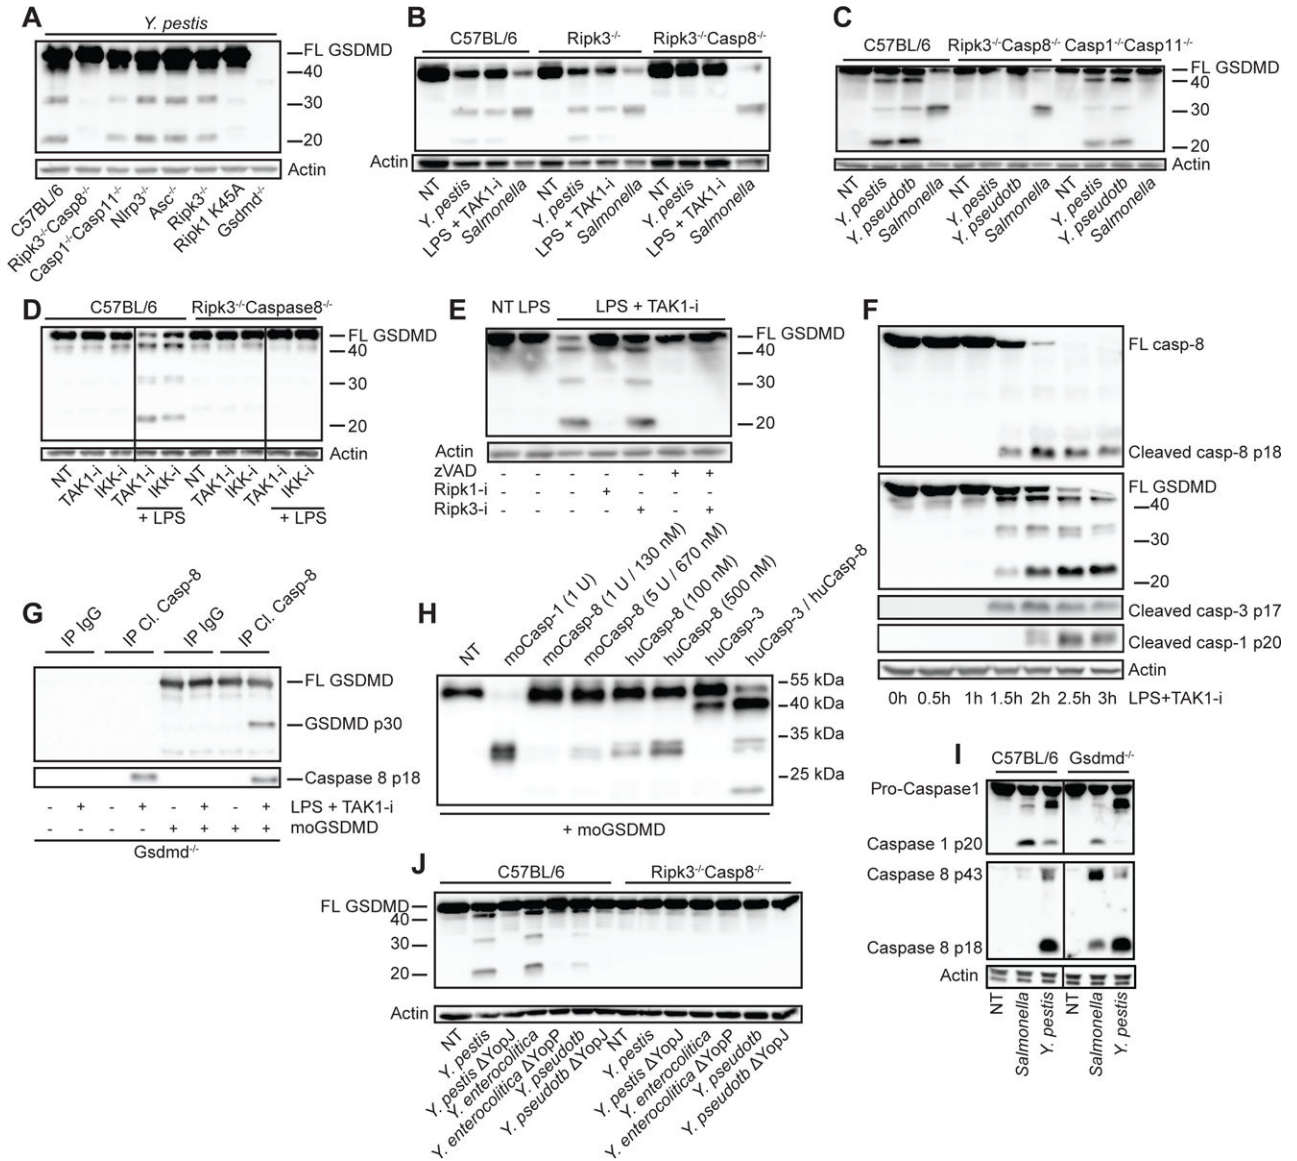 A
Y. pestis
FL GSDMD
40
30
20
Actin
C57BL/6
Ripk3-/-Casp8-/-
Casp1-/-Casp11-/-
Nlrp3-/-
Asc-/-
Ripk3-/-
Ripk1 K45A
Gsdmd-/-
B
C57BL/6 Ripk3-/- Ripk3-/-Casp8-/-
Actin
NT
Y. pestis
LPS + TAK1-i
Salmonella
NT
Y. pestis
LPS + TAK1-i
Salmonella
NT
Y. pestis
LPS + TAK1-i
Salmonella
C
C57BL/6 Ripk3-/-Casp8-/- Casp1-/-Casp11-/-
FL GSDMD
40
30
20
Actin
NT
Y. pestis
Y. pseudotb
Salmonella
NT
Y. pestis
Y. pseudotb
Salmonella
NT
Y. pestis
Y. pseudotb
Salmonella
D
C57BL/6 Ripk3-/-Caspase8-/-
FL GSDMD
40
30
20
Actin
NT
TAK1-i
IKK-i
TAK1-i
IKK-i
NT
TAK1-i
IKK-i
TAK1-i
IKK-i
+ LPS + LPS
E
NT LPS LPS + TAK1-i
FL GSDMD
40
30
20
Actin
zVAD - - - - - + +
Ripk1-i - - - + - - -
Ripk3-i - - - - + - +
F
FL casp-8
Cleaved casp-8 p18
FL GSDMD
40
30
20
Cleaved casp-3 p17
Cleaved casp-1 p20
Actin
0h 0.5h 1h 1.5h 2h 2.5h 3h LPS+TAK1-i
G
IP IgG
IP Cl. Casp-8
IP IgG
IP Cl. Casp-8
FL GSDMD
GSDMD p30
Caspase 8 p18
- + - + - + - + LPS + TAK1-i
- - - - + + + + moGSDMD
Gsdmd-/-
H
NT
moCasp-1 (1 U)
moCasp-8 (1 U / 130 nM)
moCasp-8 (5 U / 670 nM)
huCasp-8 (100 nM)
huCasp-8 (500 nM)
huCasp-3
huCasp-3 / huCasp-8
55 kDa
40 kDa
35 kDa
25 kDa
+ moGSDMD
I
C57BL/6 Gsdmd-/-
Pro-Caspase1
Caspase 1 p20
Caspase 8 p43
Caspase 8 p18
Actin
NT
Salmonella
Y. pestis
NT
Salmonella
Y. pestis
J
C57BL/6 Ripk3-/-Casp8-/-
FL GSDMD
40
30
20
Actin
NT
Y. pestis
Y. pestis ΔYopJ
Y. enterocolitica
Y. enterocolitica ΔYopP
Y. pseudotb
Y. pseudotb ΔYopJ
NT
Y. pestis
Y. pestis ΔYopJ
Y. enterocolitica
Y. enterocolitica ΔYopP
Y. pseudotb
Y. pseudotb ΔYopJ